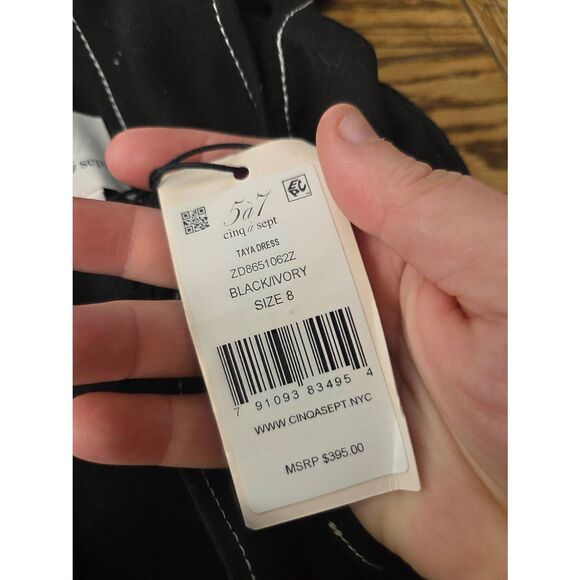 5à7
cinq à sept
TAYA DRESS
ZD8651062Z
BLACK/IVORY
SIZE 8
7 91093 83495 4
WWW.CINQASEPT.NYC
MSRP $395.00